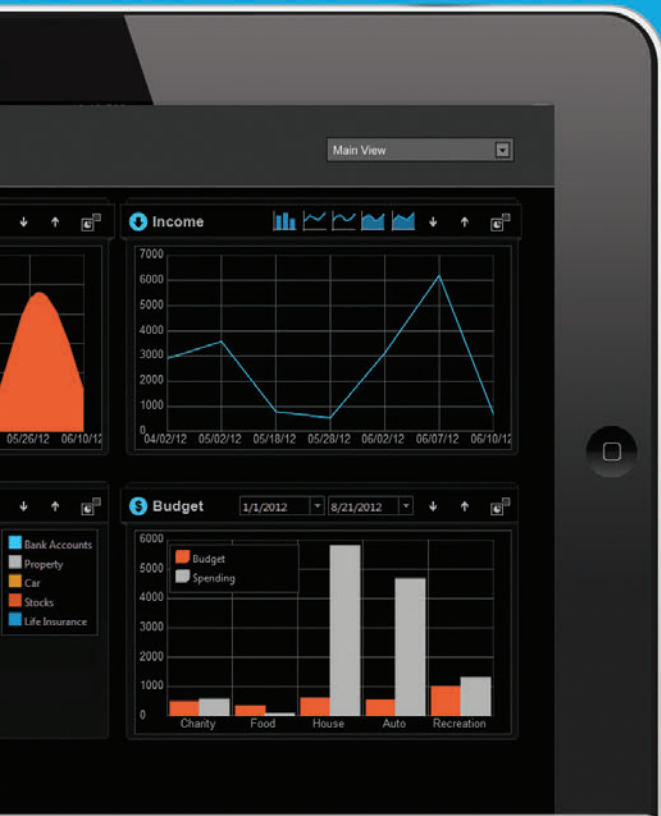 Main View
Income
7000
6000
5000
4000
3000
2000
1000
0
05/26/12 06/10/12
04/02/12 05/02/12 05/18/12 05/28/12 06/02/12 06/07/12 06/10/12
Budget 1/1/2012 8/21/2012
Bank Accounts
Property
Car
Stocks
Life Insurance
6000
5000
4000
3000
2000
1000
0
Budget
Spending
Charity Food House Auto Recreation